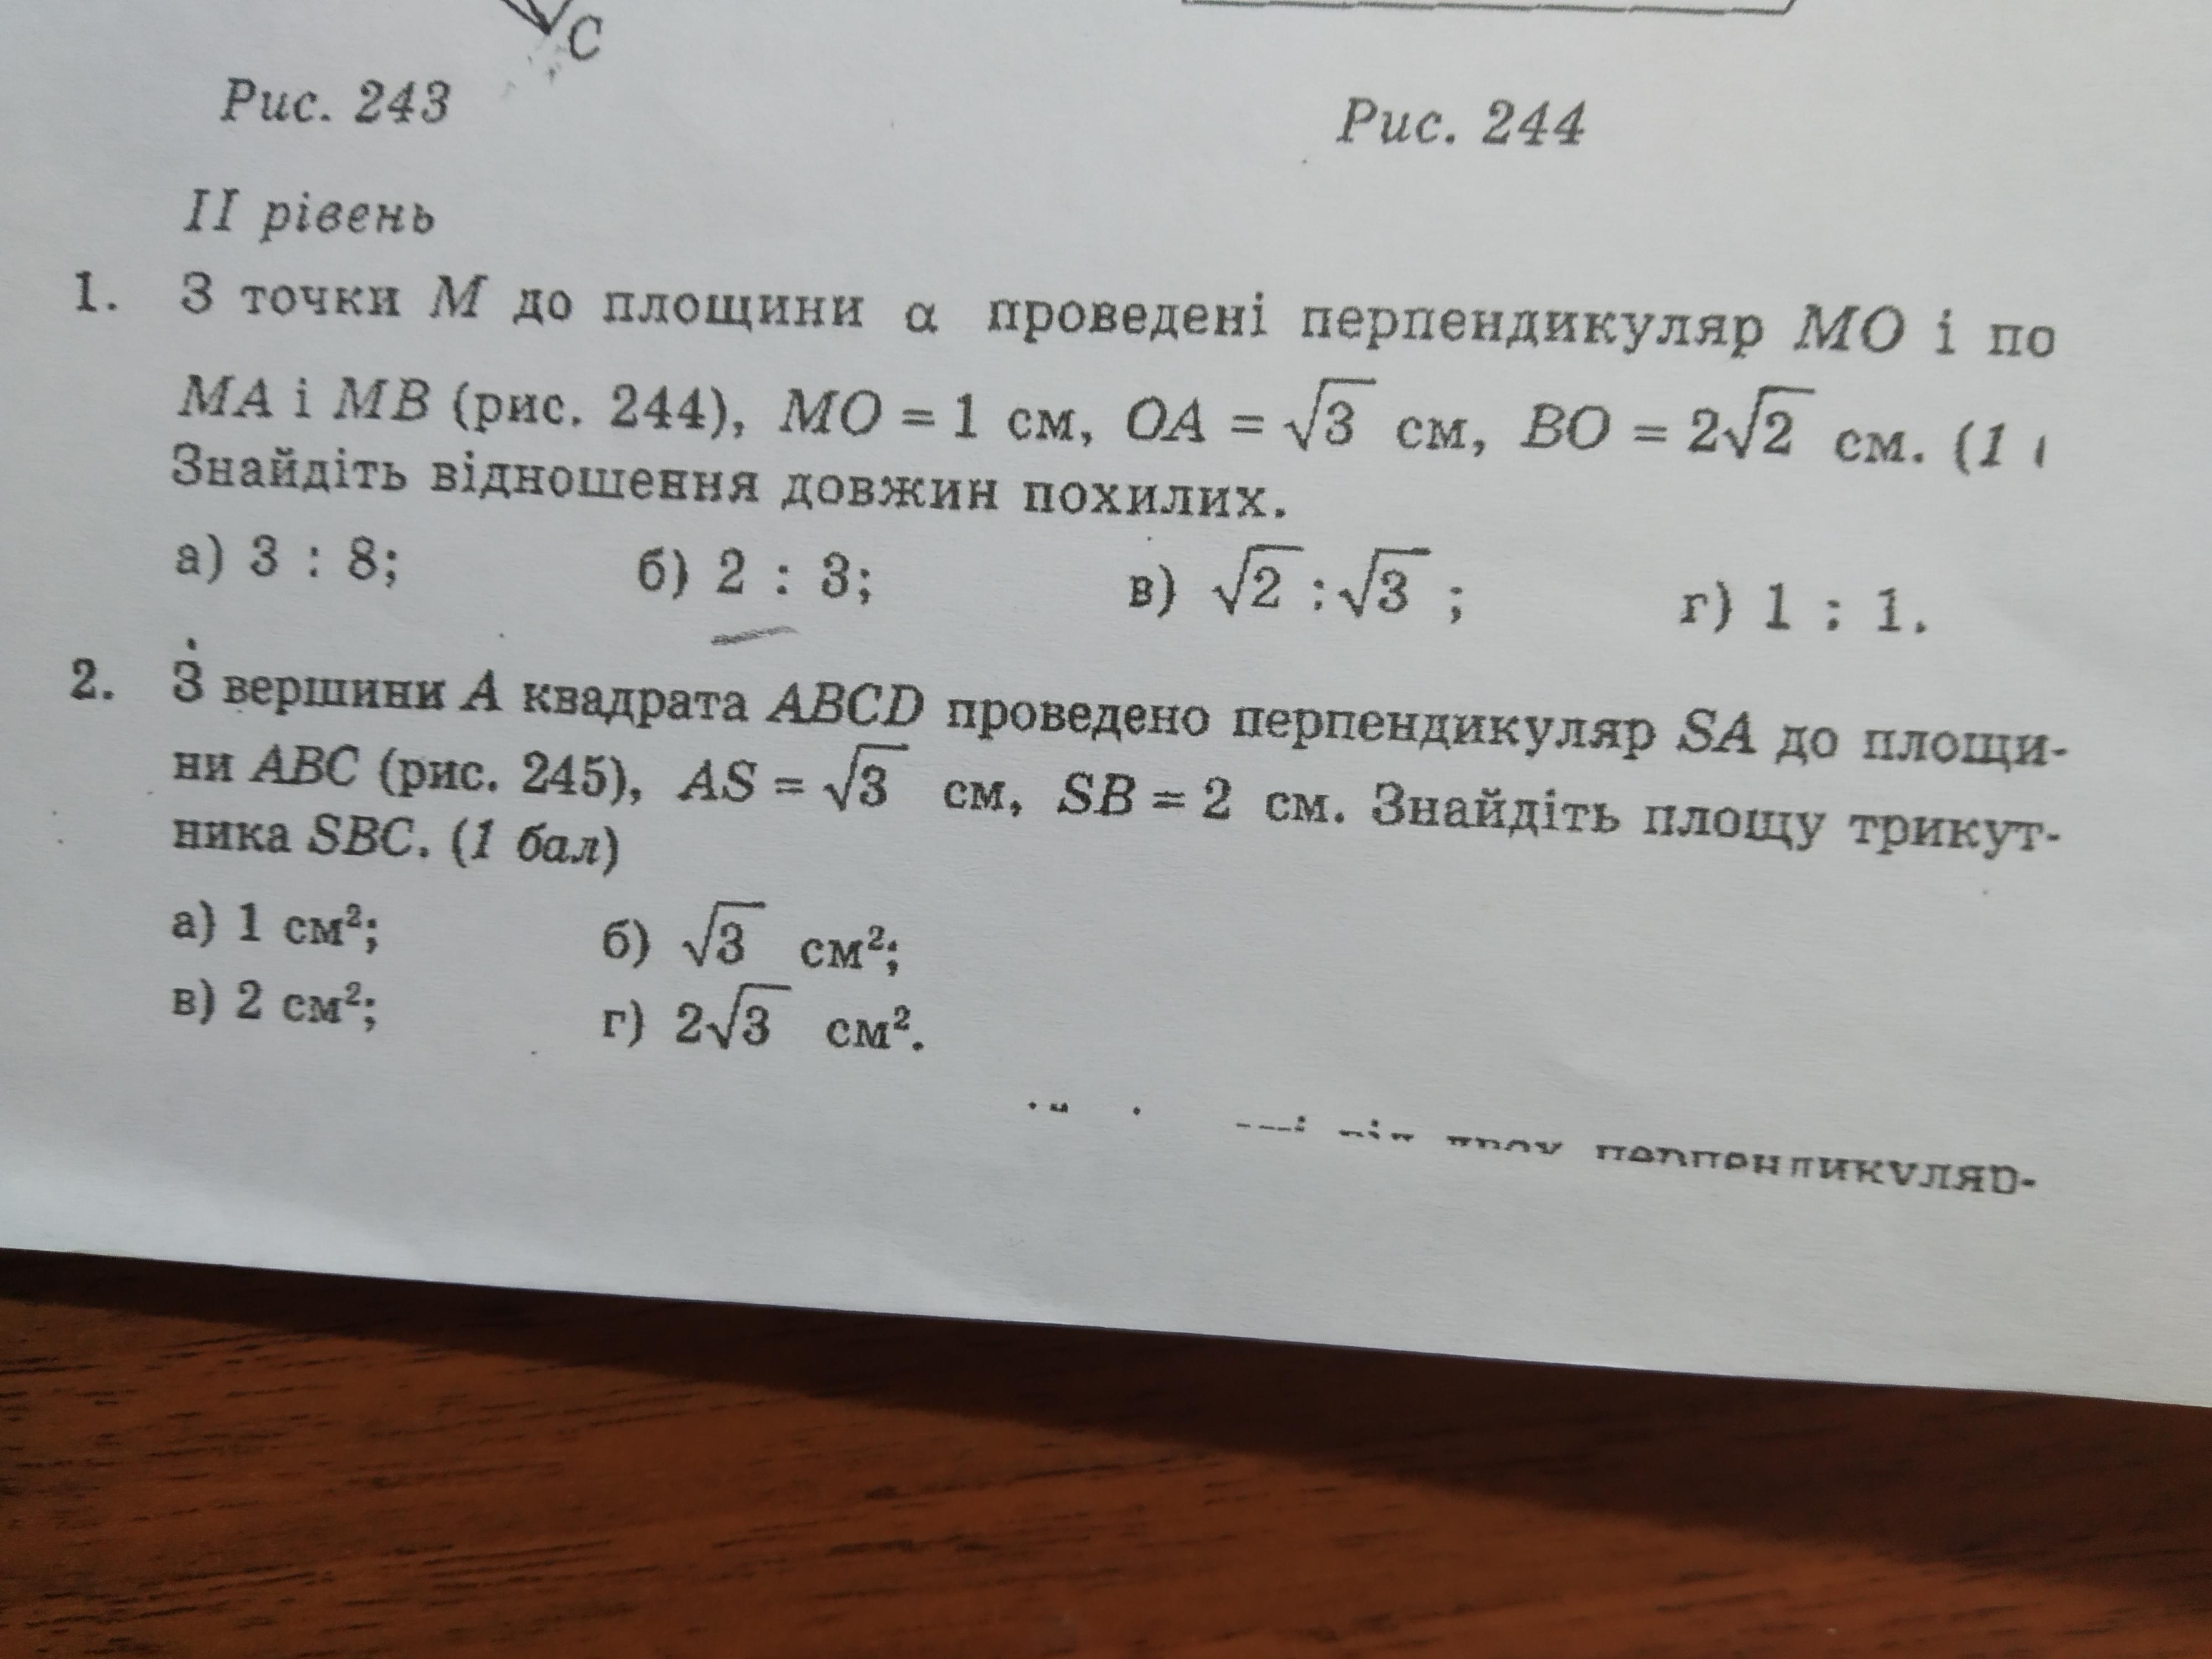 C
Рис. 243
Рис. 244
II рівень
1. З точки M до площини α проведені перпендикуляр MO і по
MA і MB (рис. 244), MO = 1 см, OA = √3 см, BO = 2√2 см. (1
Знайдіть відношення довжин похилих.
а) 3 : 8; б) 2 : 3; в) √2 : √3 ; г) 1 : 1.
2. З вершини A квадрата ABCD проведено перпендикуляр SA до площи-
ни ABC (рис. 245), AS = √3 см, SB = 2 см. Знайдіть площу трикут-
ника SBC. (1 бал)
а) 1 см²; б) √3 см²;
в) 2 см²; г) 2√3 см².
перпендикуляр-